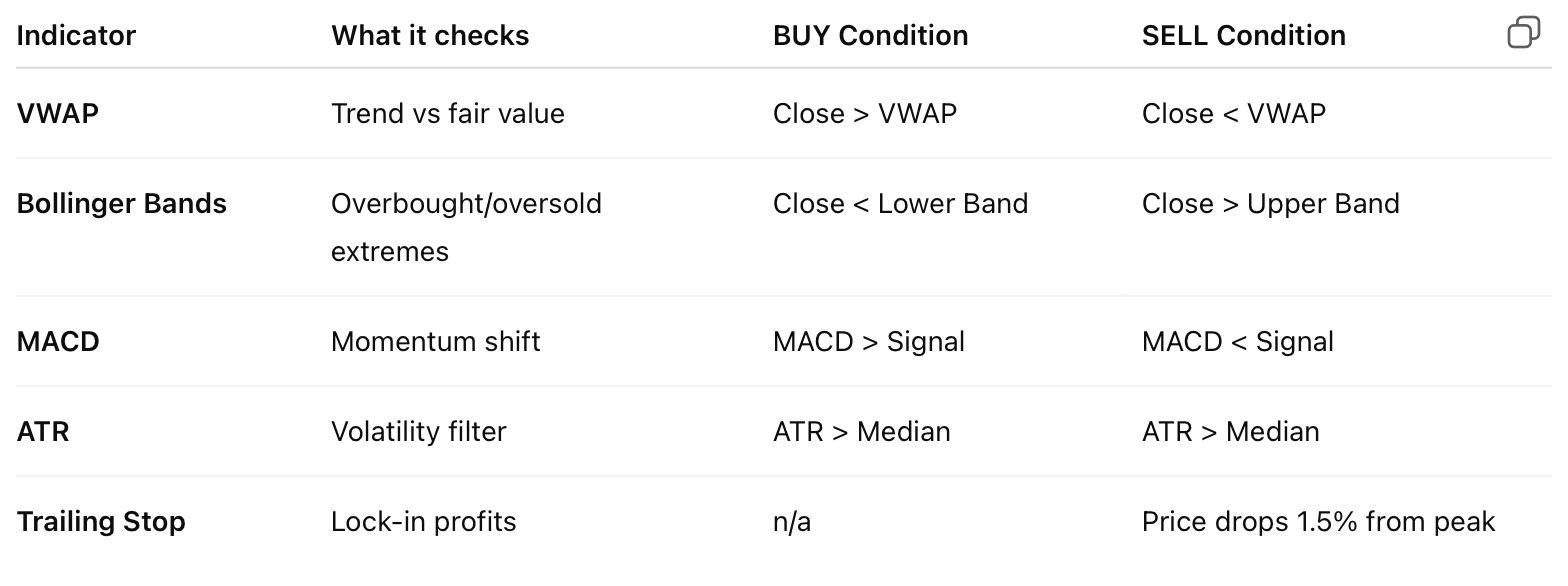 Indicator What it checks BUY Condition SELL Condition
VWAP Trend vs fair value Close > VWAP Close < VWAP
Bollinger Bands Overbought/oversold Close < Lower Band Close > Upper Band
extremes
MACD Momentum shift MACD > Signal MACD < Signal
ATR Volatility filter ATR > Median ATR > Median
Trailing Stop Lock-in profits n/a Price drops 1.5% from peak